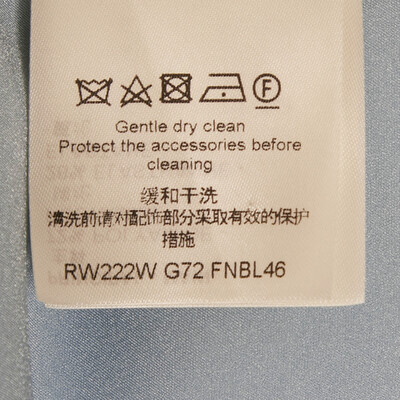 F
Gentle dry clean
Protect the accessories before
cleaning
缓和干洗
清洗前请对配饰部分采取有效的保护
措施
RW222W G72 FNBL46